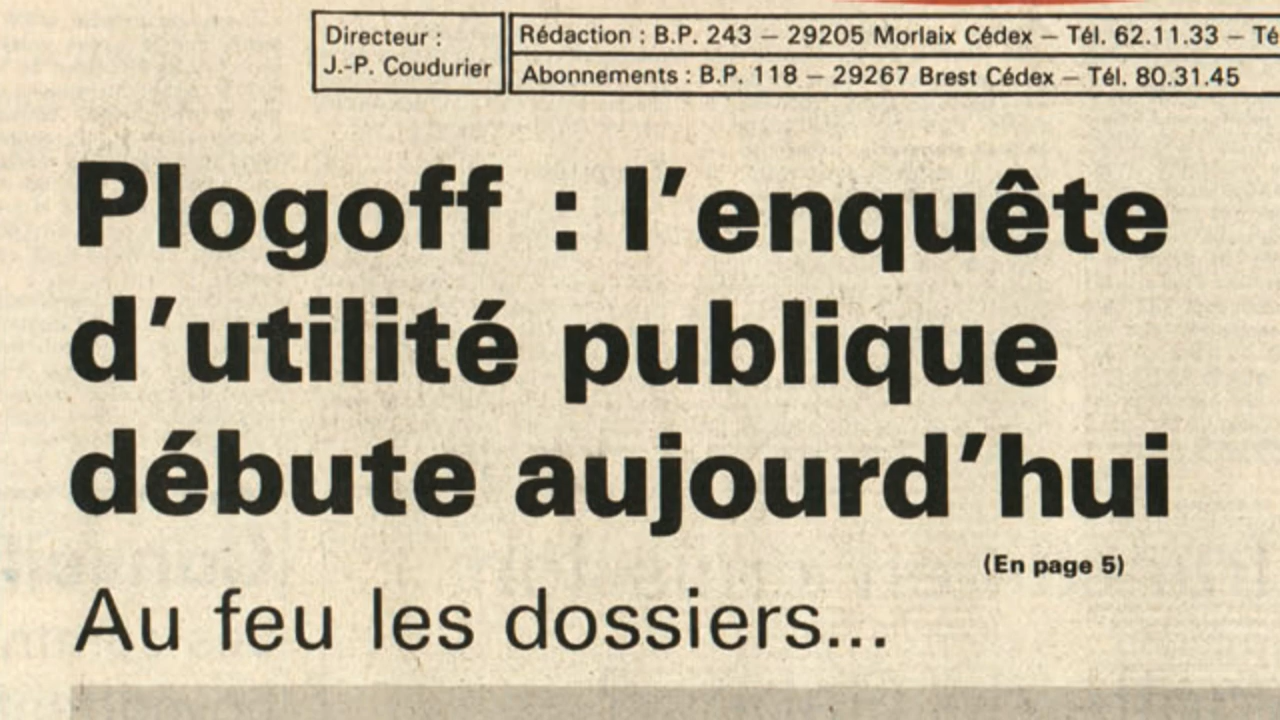 Directeur :
J.-P. Coudurier
Rédaction : B.P. 243 – 29205 Morlaix Cédex – Tél. 62.11.33 – Té
Abonnements : B.P. 118 – 29267 Brest Cédex – Tél. 80.31.45
Plogoff : l'enquête
d'utilité publique
débute aujourd'hui
(En page 5)
Au feu les dossiers...